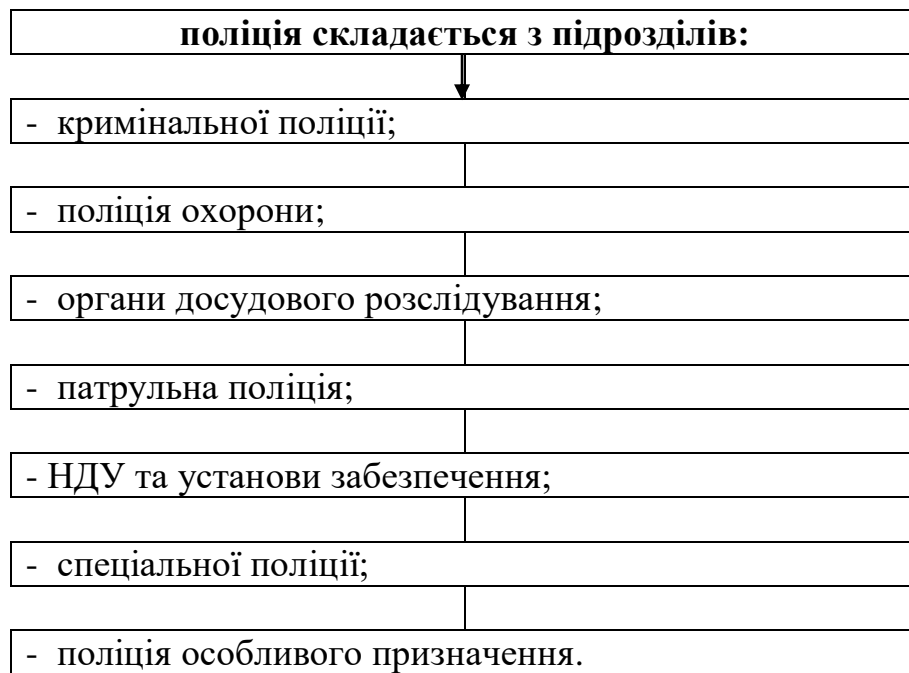 поліція складається з підрозділів:
- кримінальної поліції;
- поліція охорони;
- органи досудового розслідування;
- патрульна поліція;
- НДУ та установи забезпечення;
- спеціальної поліції;
- поліція особливого призначення.